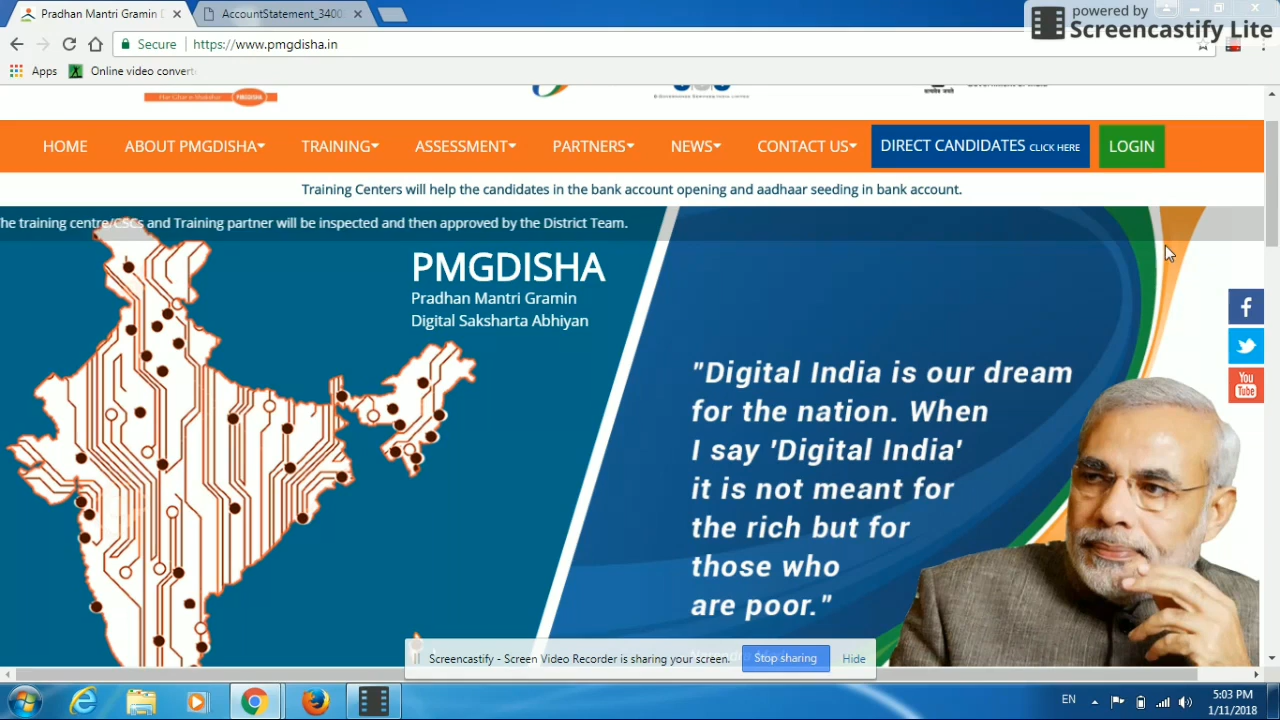 powered by
Screencastify Lite
Pradhan Mantri Gramin D
AccountStatement_3400
Secure
https://www.pmgdisha.in
Apps
Online video convert
HOME
ABOUT PMGDISHA
TRAINING
ASSESSMENT
PARTNERS
NEWS
CONTACT US
DIRECT CANDIDATES CLICK HERE
LOGIN
Training Centers will help the candidates in the bank account opening and aadhaar seeding in bank account.
he training centre/CSCs and Training partner will be inspected and then approved by the District Team.
PMGDISHA
Pradhan Mantri Gramin
Digital Saksharta Abhiyan
"Digital India is our dream
for the nation. When
I say 'Digital India'
it is not meant for
the rich but for
those who
are poor."
You
Tube
Screencastify - Screen Video Recorder is sharing your screen.
Stop sharing
Hide
EN
5:03 PM
1/11/2018